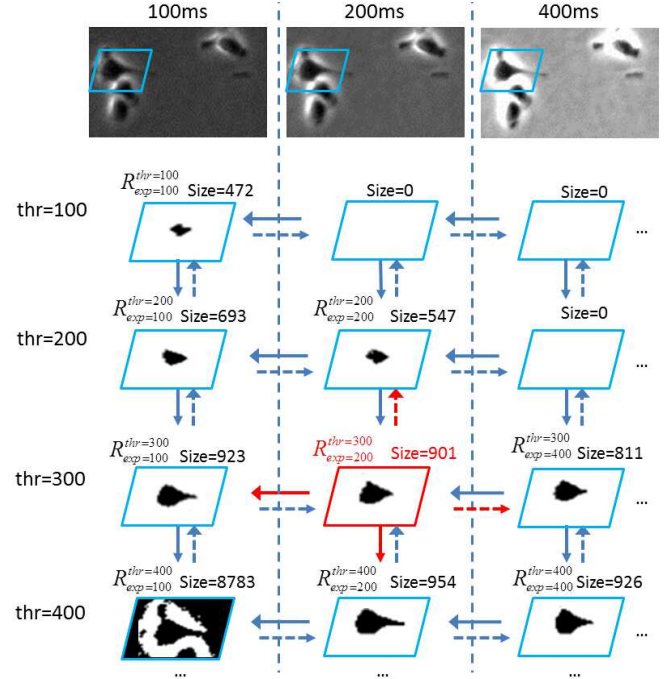 100ms 200ms 400ms
thr=100
R^{thr=100}_{exp=100} Size=472
Size=0
Size=0
...
thr=200
R^{thr=200}_{exp=100} Size=693
R^{thr=200}_{exp=200} Size=547
Size=0
thr=300
R^{thr=300}_{exp=100} Size=923
R^{thr=300}_{exp=200} Size=901
R^{thr=300}_{exp=400} Size=811
...
thr=400
R^{thr=400}_{exp=100} Size=8783
R^{thr=400}_{exp=200} Size=954
R^{thr=400}_{exp=400} Size=926
...
... ... ...